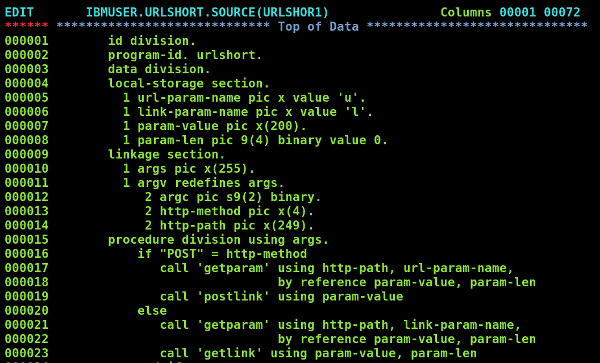 EDIT       IBMUSER.URLSHORT.SOURCE(URLSHOR1)               Columns 00001 00072
****** ***************************** Top of Data ******************************
000001        id division.
000002        program-id. urlshort.
000003        data division.
000004        local-storage section.
000005          1 url-param-name pic x value 'u'.
000006          1 link-param-name pic x value 'l'.
000007          1 param-value pic x(200).
000008          1 param-len pic 9(4) binary value 0.
000009        linkage section.
000010          1 args pic x(255).
000011          1 argv redefines args.
000012             2 argc pic s9(2) binary.
000013             2 http-method pic x(4).
000014             2 http-path pic x(249).
000015        procedure division using args.
000016            if "POST" = http-method
000017               call 'getparam' using http-path, url-param-name,
000018                               by reference param-value, param-len
000019               call 'postlink' using param-value
000020            else
000021               call 'getparam' using http-path, link-param-name,
000022                               by reference param-value, param-len
000023               call 'getlink' using param-value, param-len